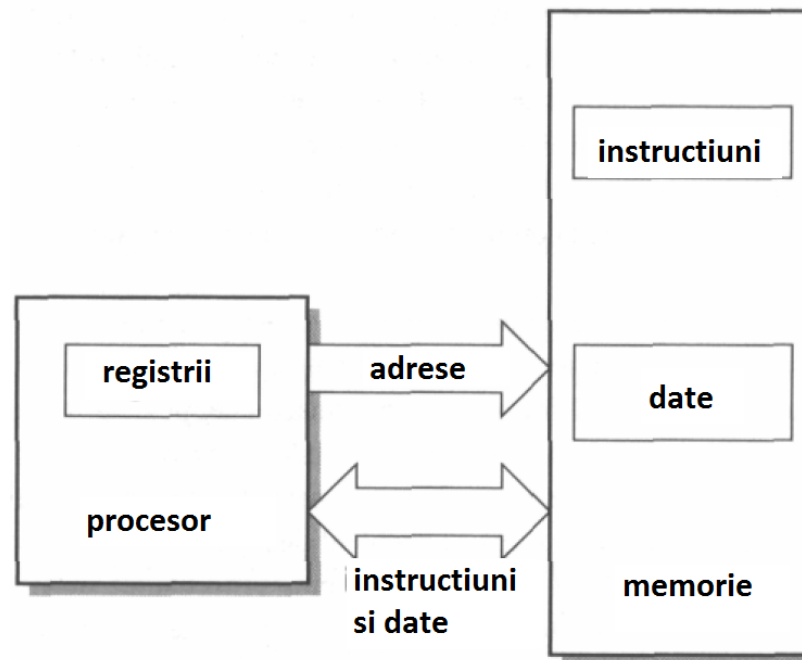 instructiuni
registrii
adrese
date
procesor
instructiuni
si date
memorie